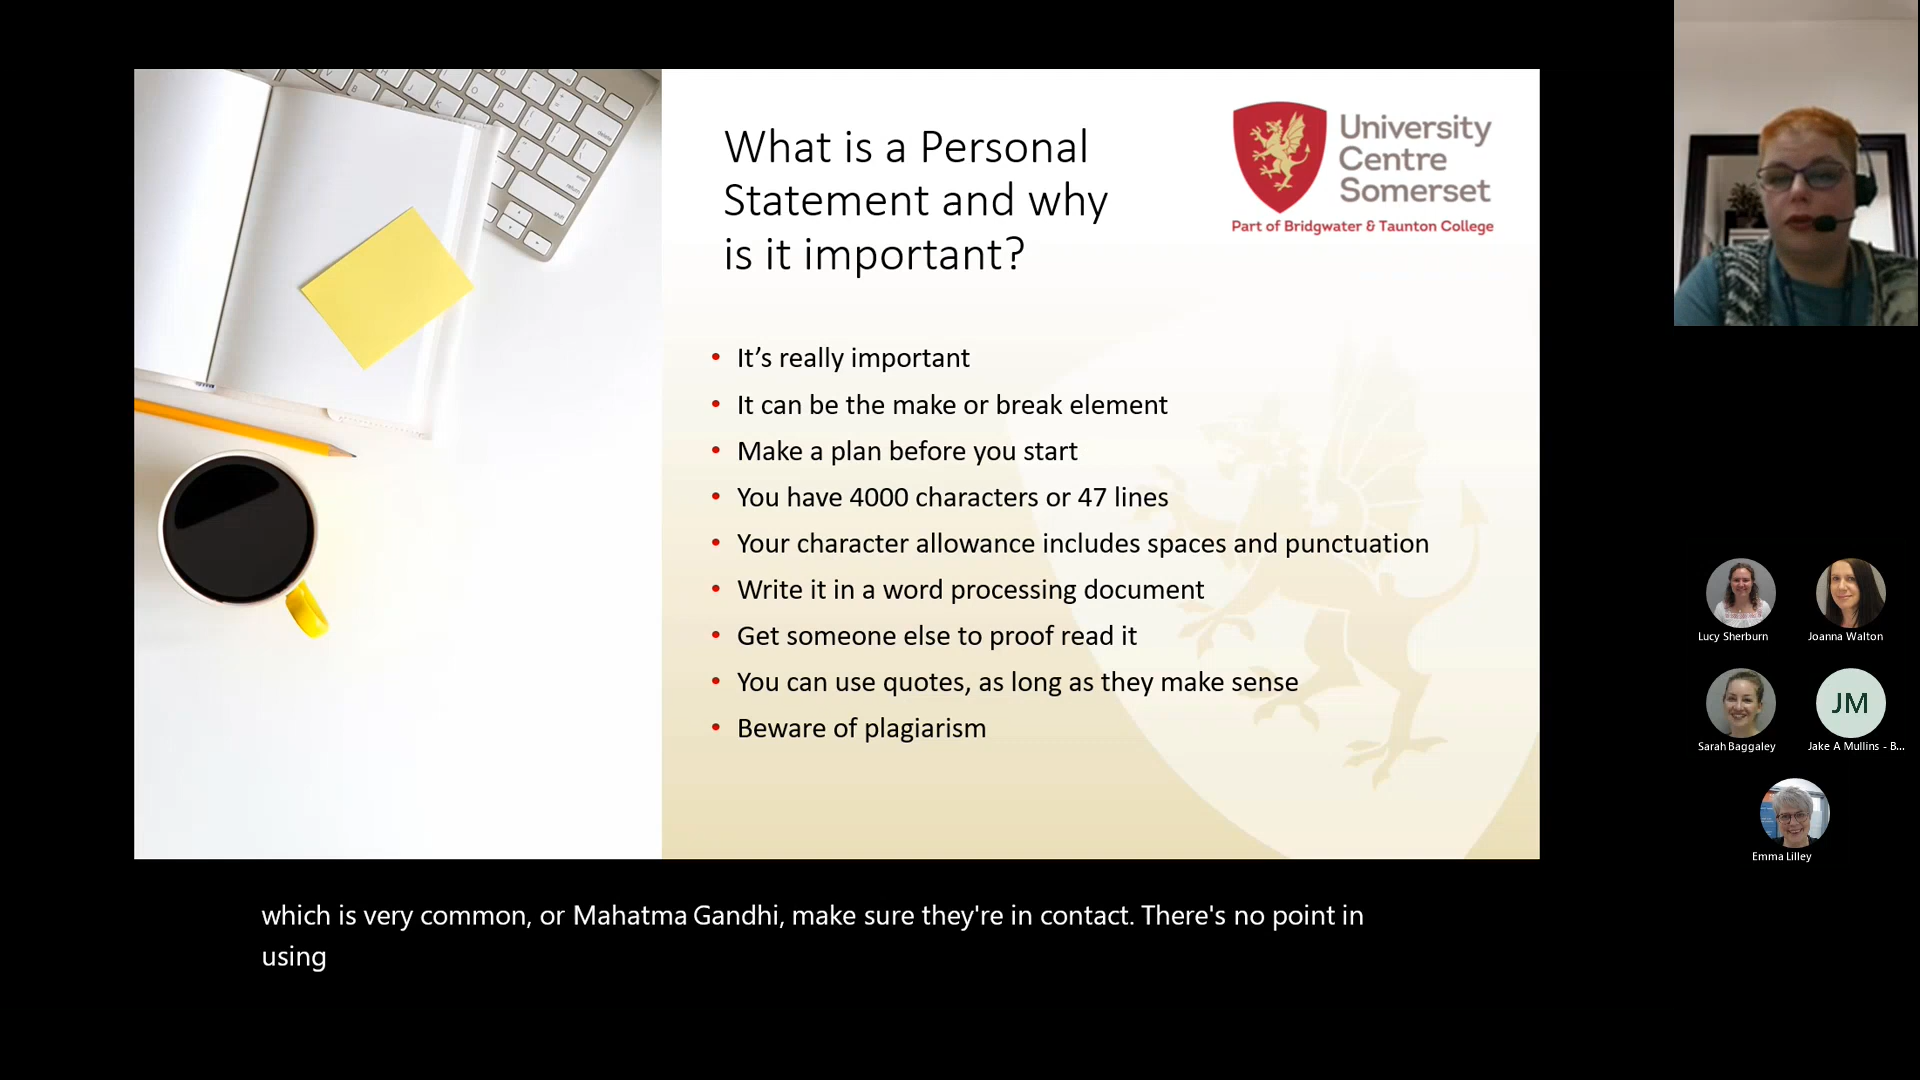 What is a Personal
Statement and why
is it important?
University
Centre
Somerset
Part of Bridgwater & Taunton College
• It’s really important
• It can be the make or break element
• Make a plan before you start
• You have 4000 characters or 47 lines
• Your character allowance includes spaces and punctuation
• Write it in a word processing document
• Get someone else to proof read it
• You can use quotes, as long as they make sense
• Beware of plagiarism
Lucy Sherburn
Joanna Walton
Sarah Baggaley
JM
Jake A Mullins - B...
Emma Lilley
which is very common, or Mahatma Gandhi, make sure they're in contact. There's no point in
using